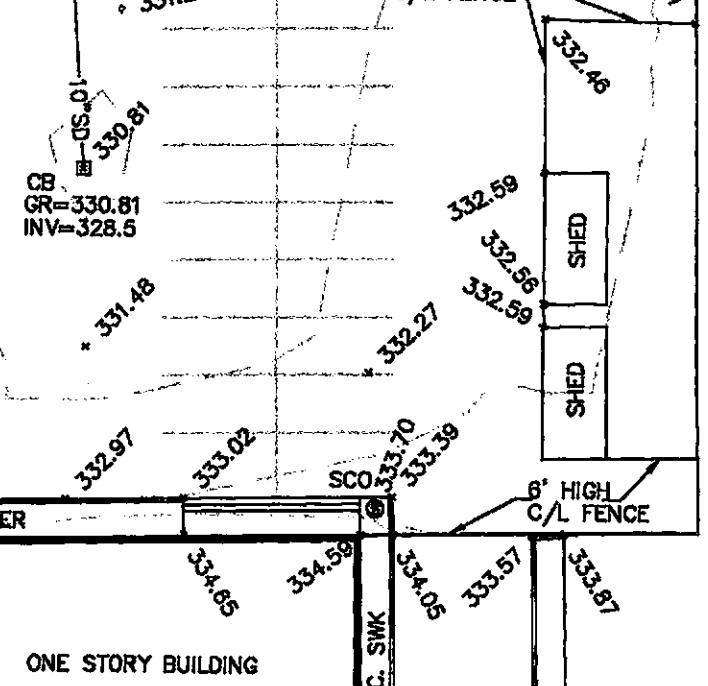 332.46
10"SD
330.81
CB
GR=330.81
INV=328.5
332.59
SHED
332.56
332.59
331.48
332.27
SHED
332.97
333.02
SCO
333.70
333.39
6' HIGH
C/L FENCE
ER
334.65
334.59
334.05
333.57
333.87
C. SWK
ONE STORY BUILDING